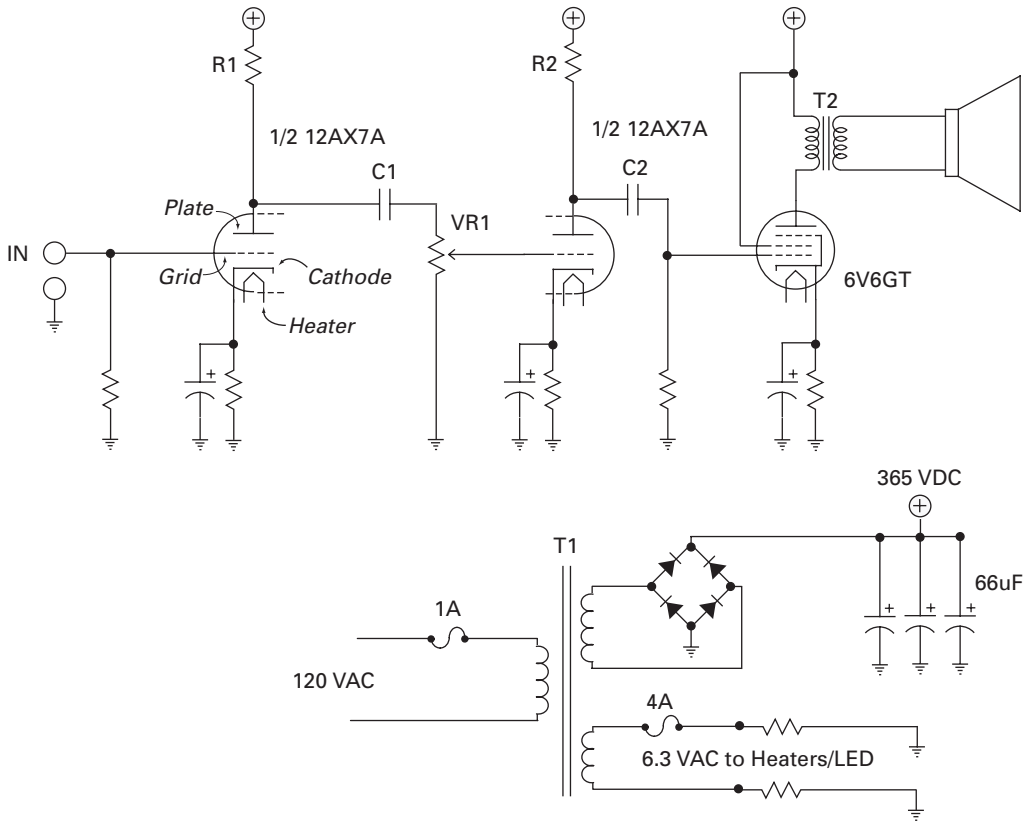 R1
R2
T2
1/2 12AX7A
1/2 12AX7A
C1
C2
Plate
VR1
IN
Grid
Cathode
6V6GT
Heater
+
+
+
365 VDC
T1
66uF
1A
+
+
+
120 VAC
4A
6.3 VAC to Heaters/LED